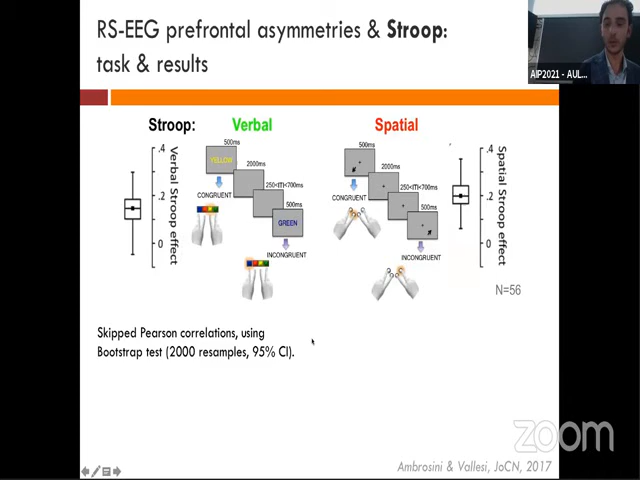 RS-EEG prefrontal asymmetries & Stroop:
task & results
AIP2021 - AUL...
Stroop:
Verbal
Spatial
.4
.2
0
Verbal Stroop effect
500ms
YELLOW
2000ms
250<ITI<700ms
500ms
CONGRUENT
GREEN
INCONGRUENT
500ms
2000ms
250<ITI<700ms
500ms
CONGRUENT
INCONGRUENT
.4
.2
0
Spatial Stroop effect
N=56
Skipped Pearson correlations, using
Bootstrap test (2000 resamples, 95% CI).
zoom
Ambrosini & Vallesi, JoCN, 2017